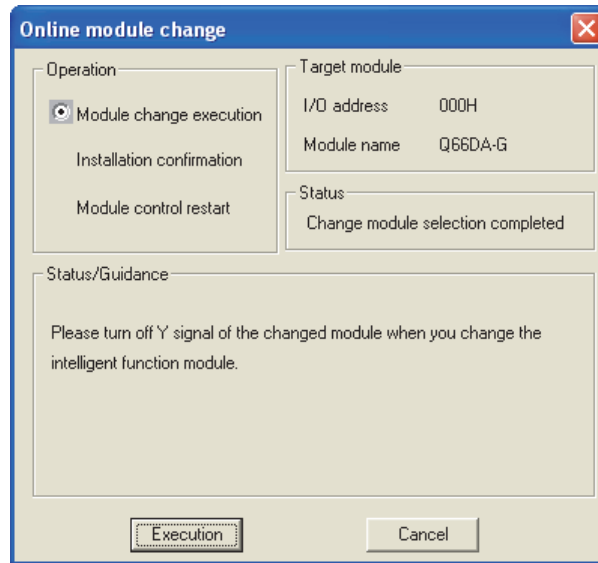 Online module change
Operation
Module change execution
Installation confirmation
Module control restart
Target module
I/O address 000H
Module name Q66DA-G
Status
Change module selection completed
Status/Guidance
Please turn off Y signal of the changed module when you change the
intelligent function module.
Execution
Cancel